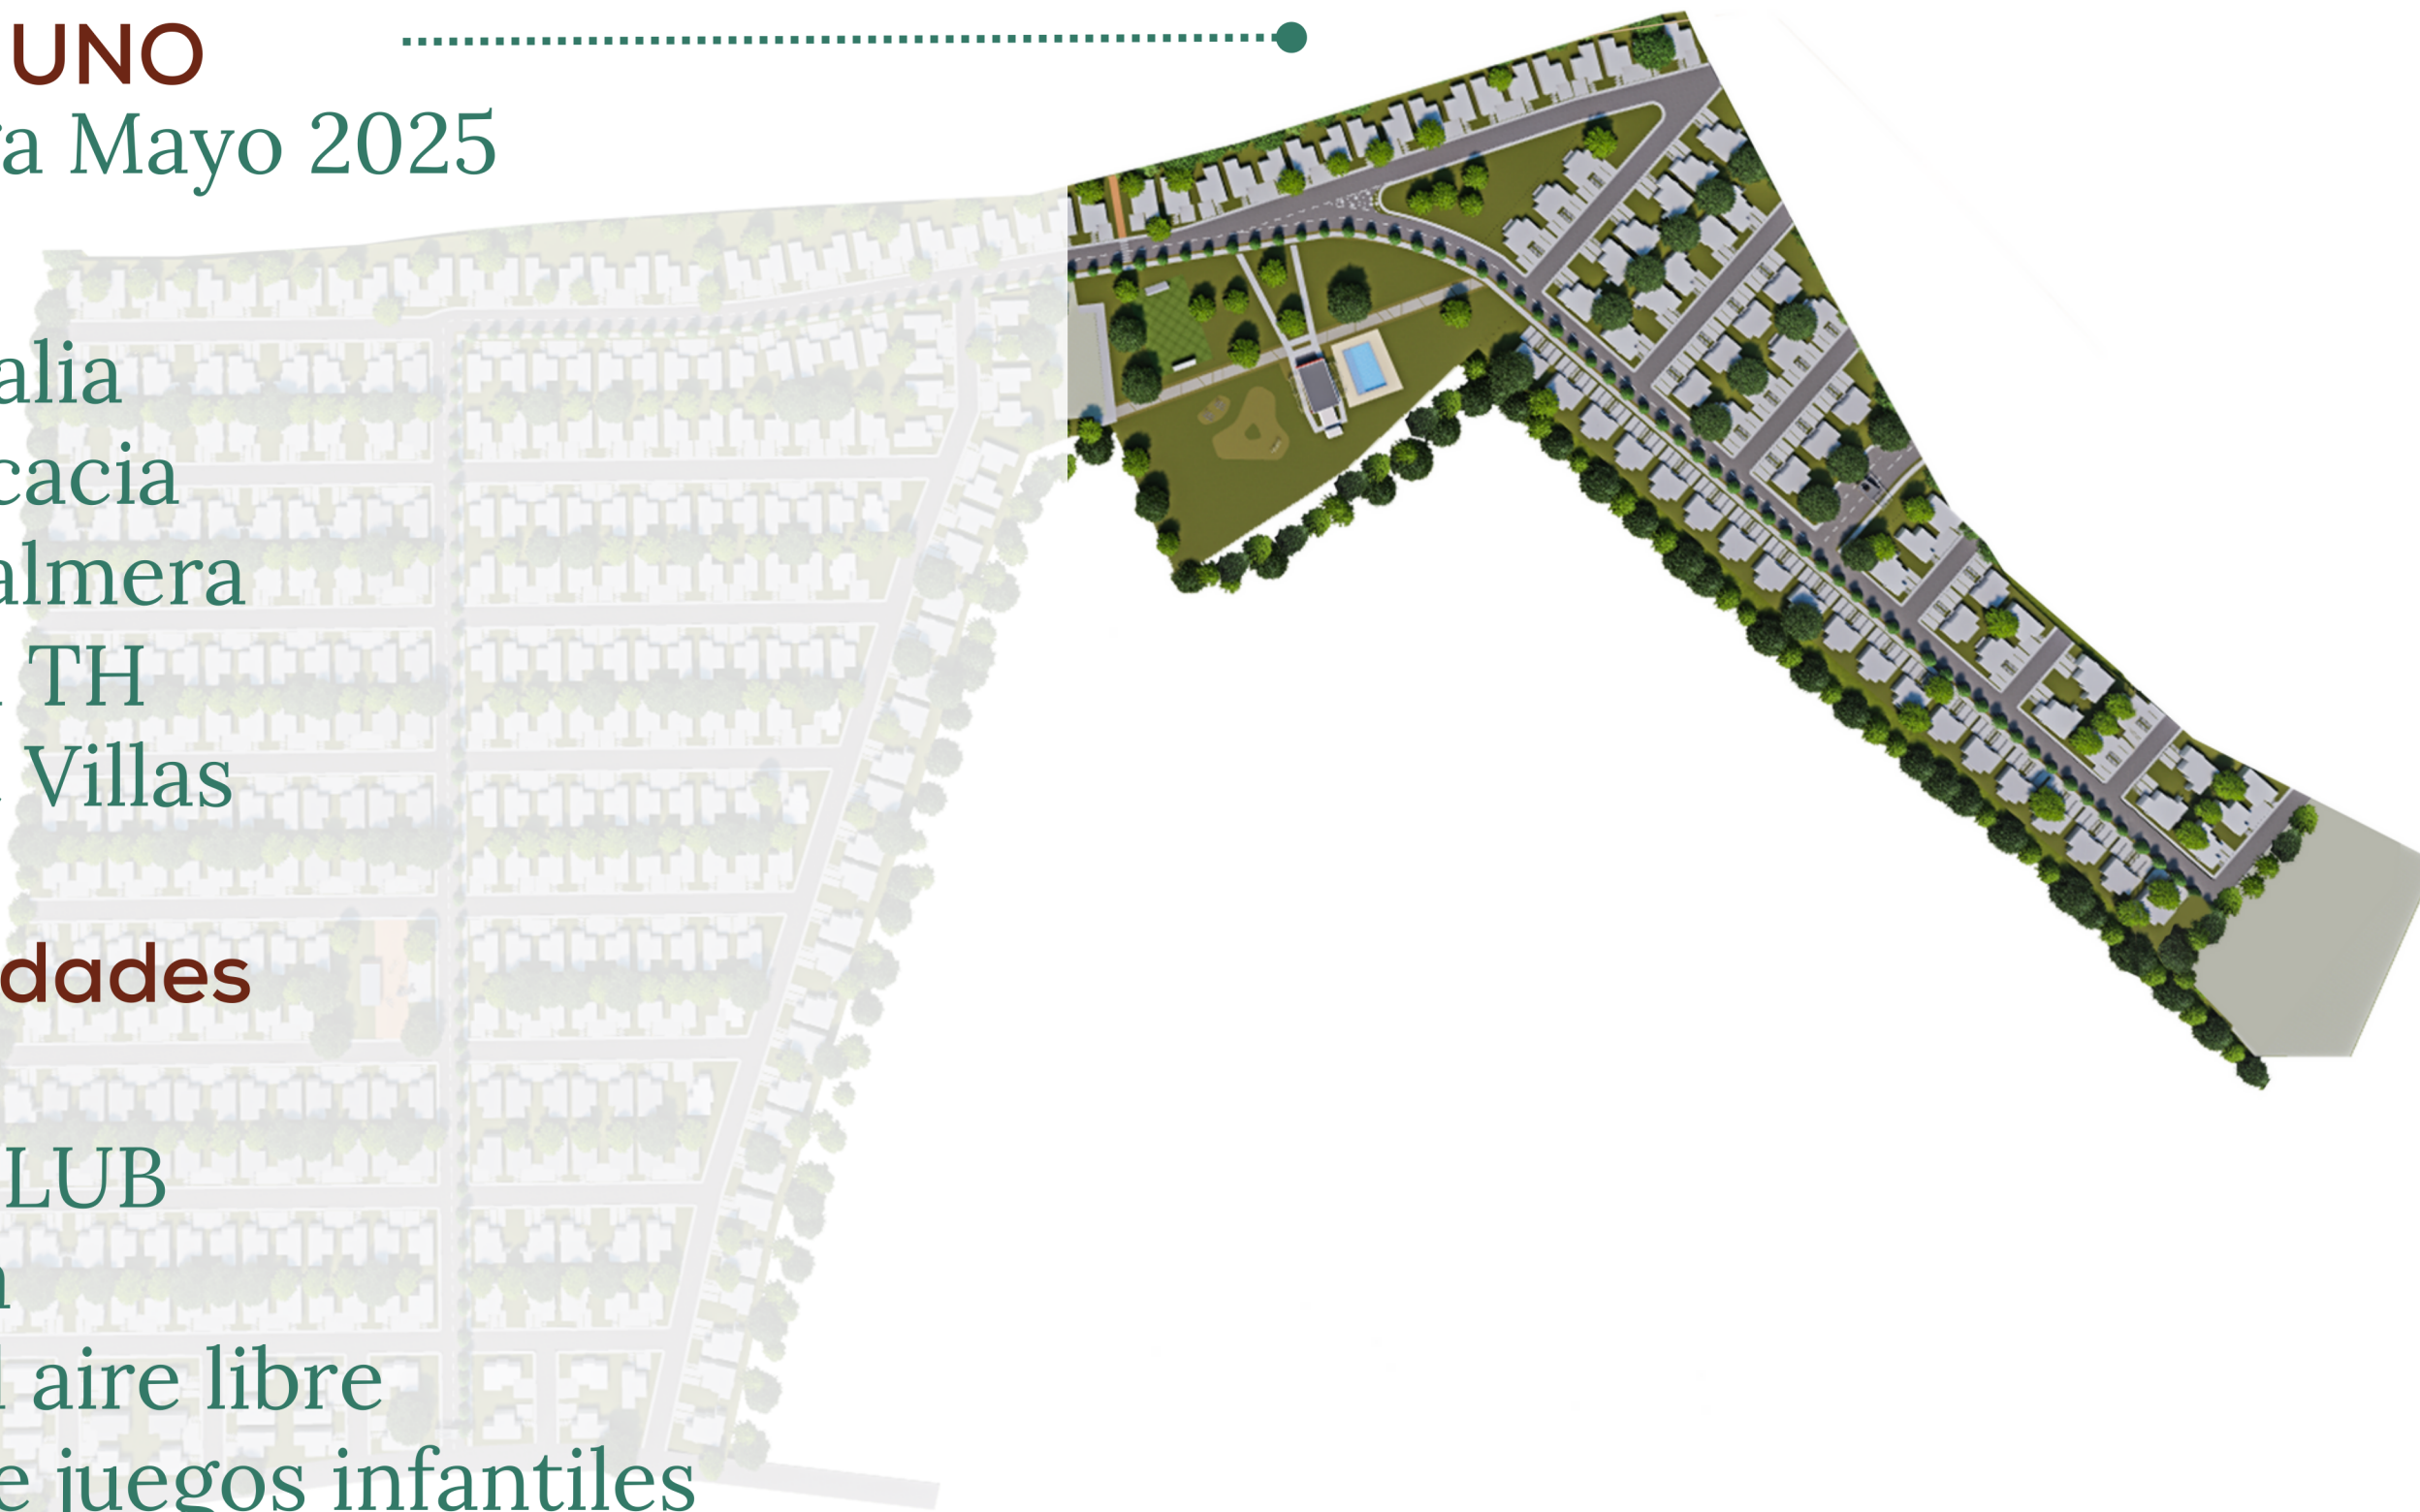 UNO
a Mayo 2025
alia
cacia
almera
TH
Villas
dades
LUB
aire libre
e juegos infantiles